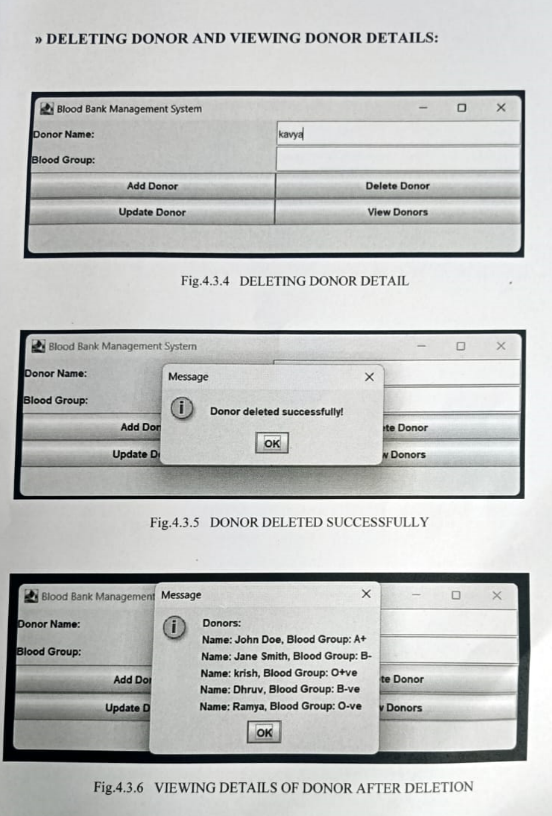 » DELETING DONOR AND VIEWING DONOR DETAILS:
Blood Bank Management System
Donor Name: kavya
Blood Group:
Add Donor Delete Donor
Update Donor View Donors
Fig.4.3.4 DELETING DONOR DETAIL
Blood Bank Management System
Message
Donor Name:
Donor deleted successfully!
Blood Group:
Add Don te Donor
OK
Update D w Donors
Fig.4.3.5 DONOR DELETED SUCCESSFULLY
Blood Bank Management Message
Donor Name: Donors:
Name: John Doe, Blood Group: A+
Blood Group: Name: Jane Smith, Blood Group: B-
Name: krish, Blood Group: O+ve
Add Do te Donor
Name: Dhruv, Blood Group: B-ve
Update D Name: Ramya, Blood Group: O-ve v Donors
OK
Fig.4.3.6 VIEWING DETAILS OF DONOR AFTER DELETION